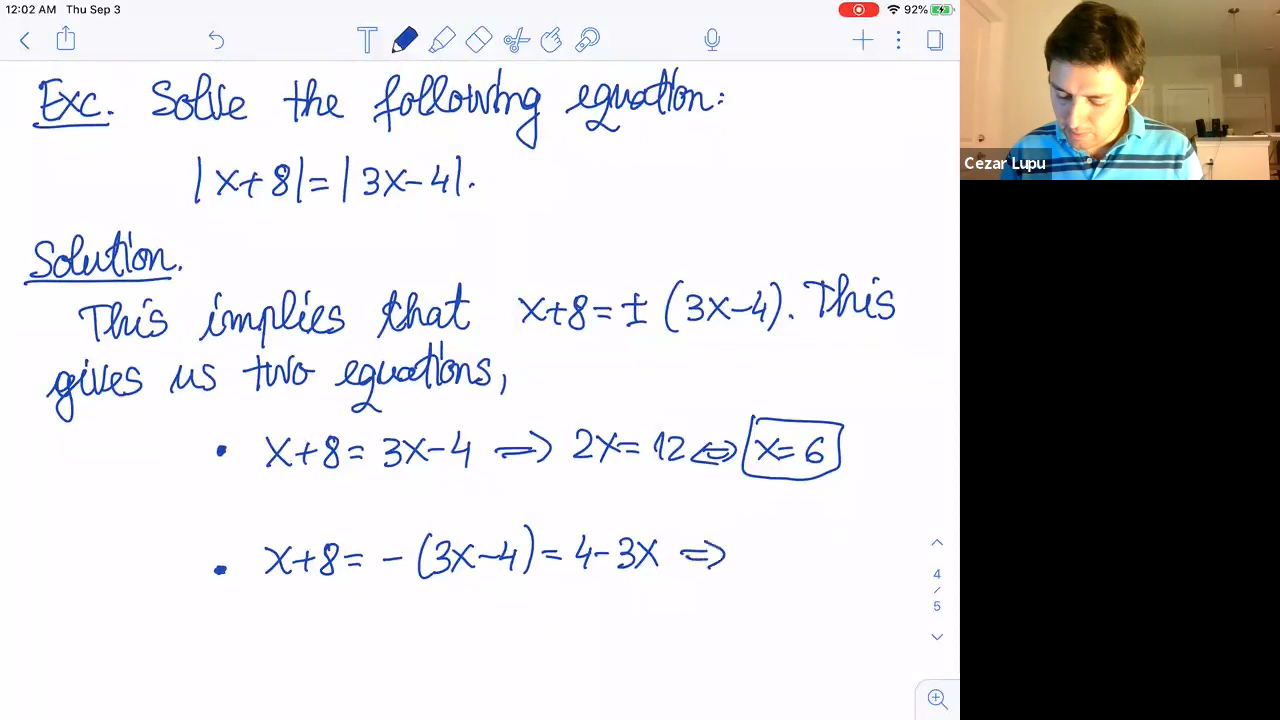 12:02 AM Thu Sep 3
92%
T
Exc. Solve the following equation:
|x+8|=|3x-4|.
Solution.
This implies that x+8=±(3x-4). This
gives us two equations,
• x+8=3x-4 ⟹ 2x=12 ⟺ x=6
• x+8=-(3x-4)=4-3x ⟹
4
/
5
Cezar Lupu